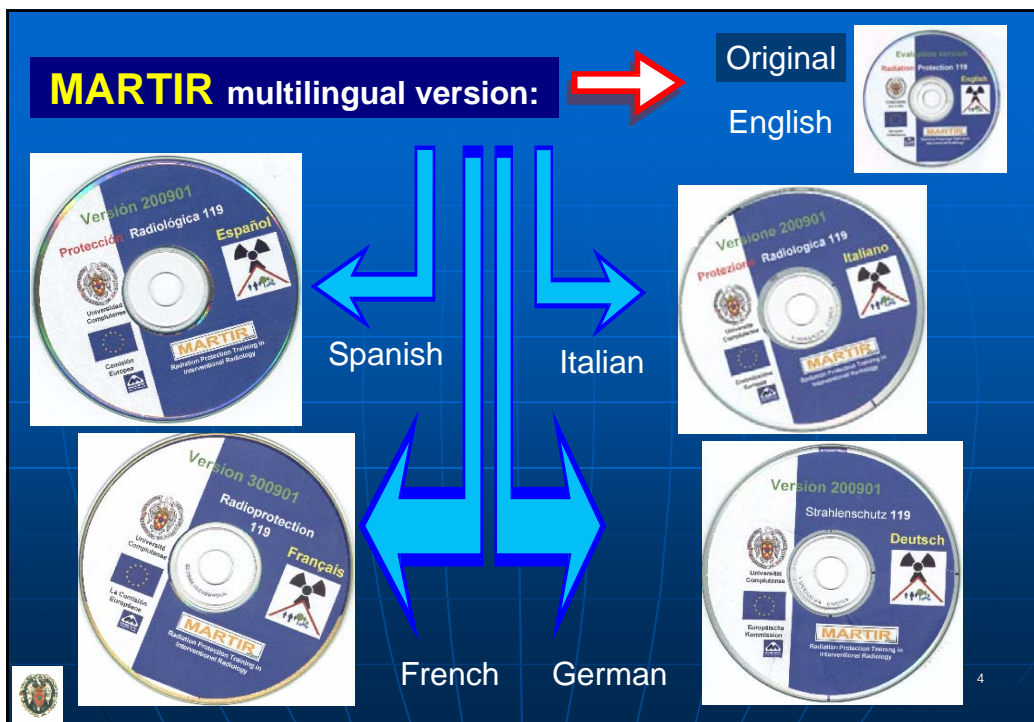 MARTIR multilingual version:
Original
English
Evaluation version
Radiation Protection 119
English
MARTIR
Versión 200901
Protección Radiológica 119
Español
Universidad
Complutense
Comisión
Europea
MARTIR
Radiation Protection Training in
Interventional Radiology
Spanish
Versione 200901
Protezione Radiologica 119
Italiano
Complutense
Europea
MARTIR
Radiation Protection Training in
Interventional Radiology
Italian
Version 300901
Radioprotection
119
Français
Université
Complutense
La Comisión
Européene
MARTIR
Radiation Protection Training in
Interventional Radiology
French
Version 200901
Strahlenschutz 119
Deutsch
Universität
Complutense
Europäische
Kommission
MARTIR
Radiation Protection Training in
Interventional Radiology
German
4